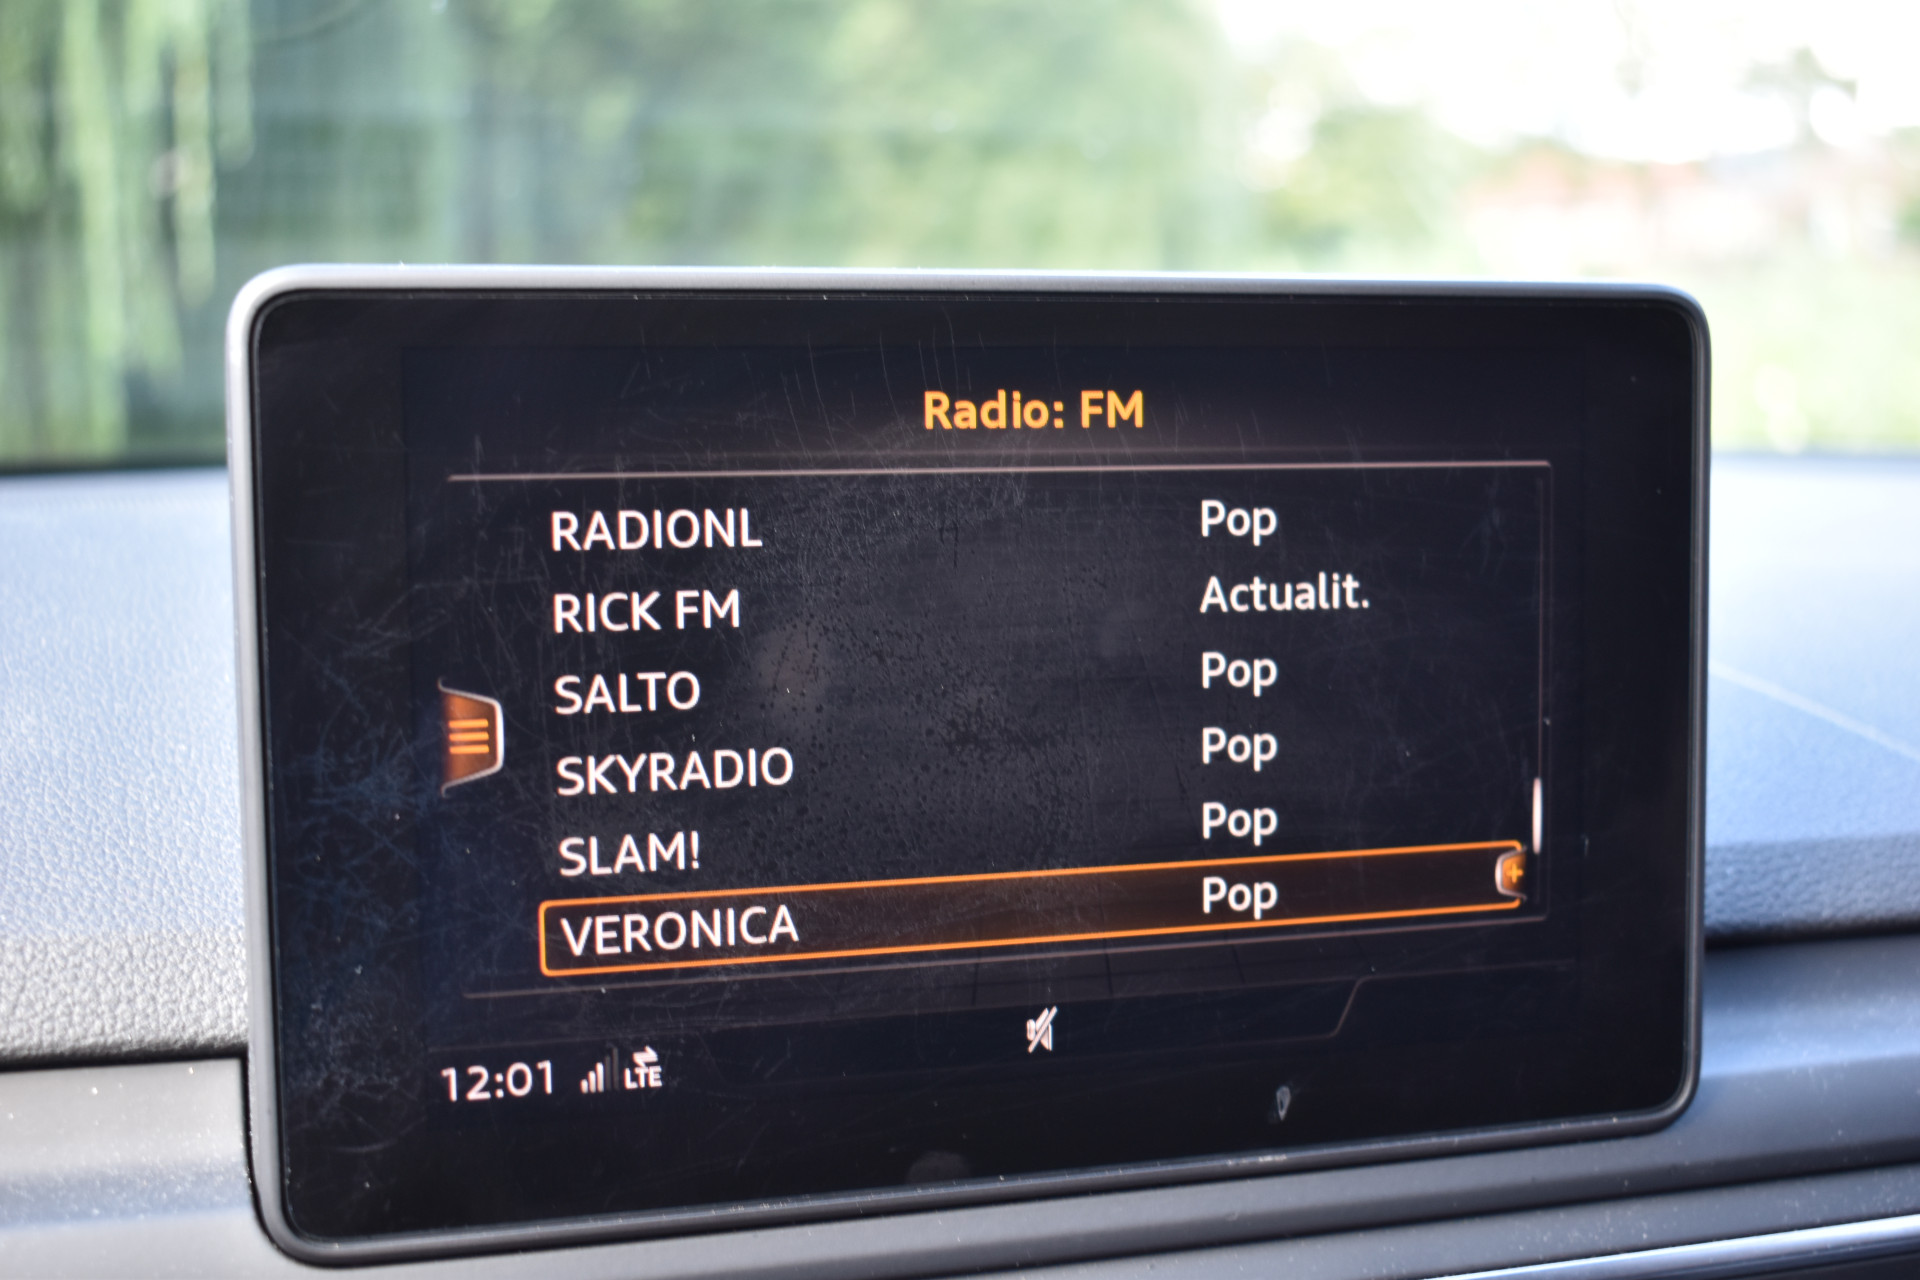 Radio: FM
RADIONL Pop
RICK FM Actualit.
SALTO Pop
SKYRADIO Pop
SLAM! Pop
VERONICA Pop
12:01 LTE